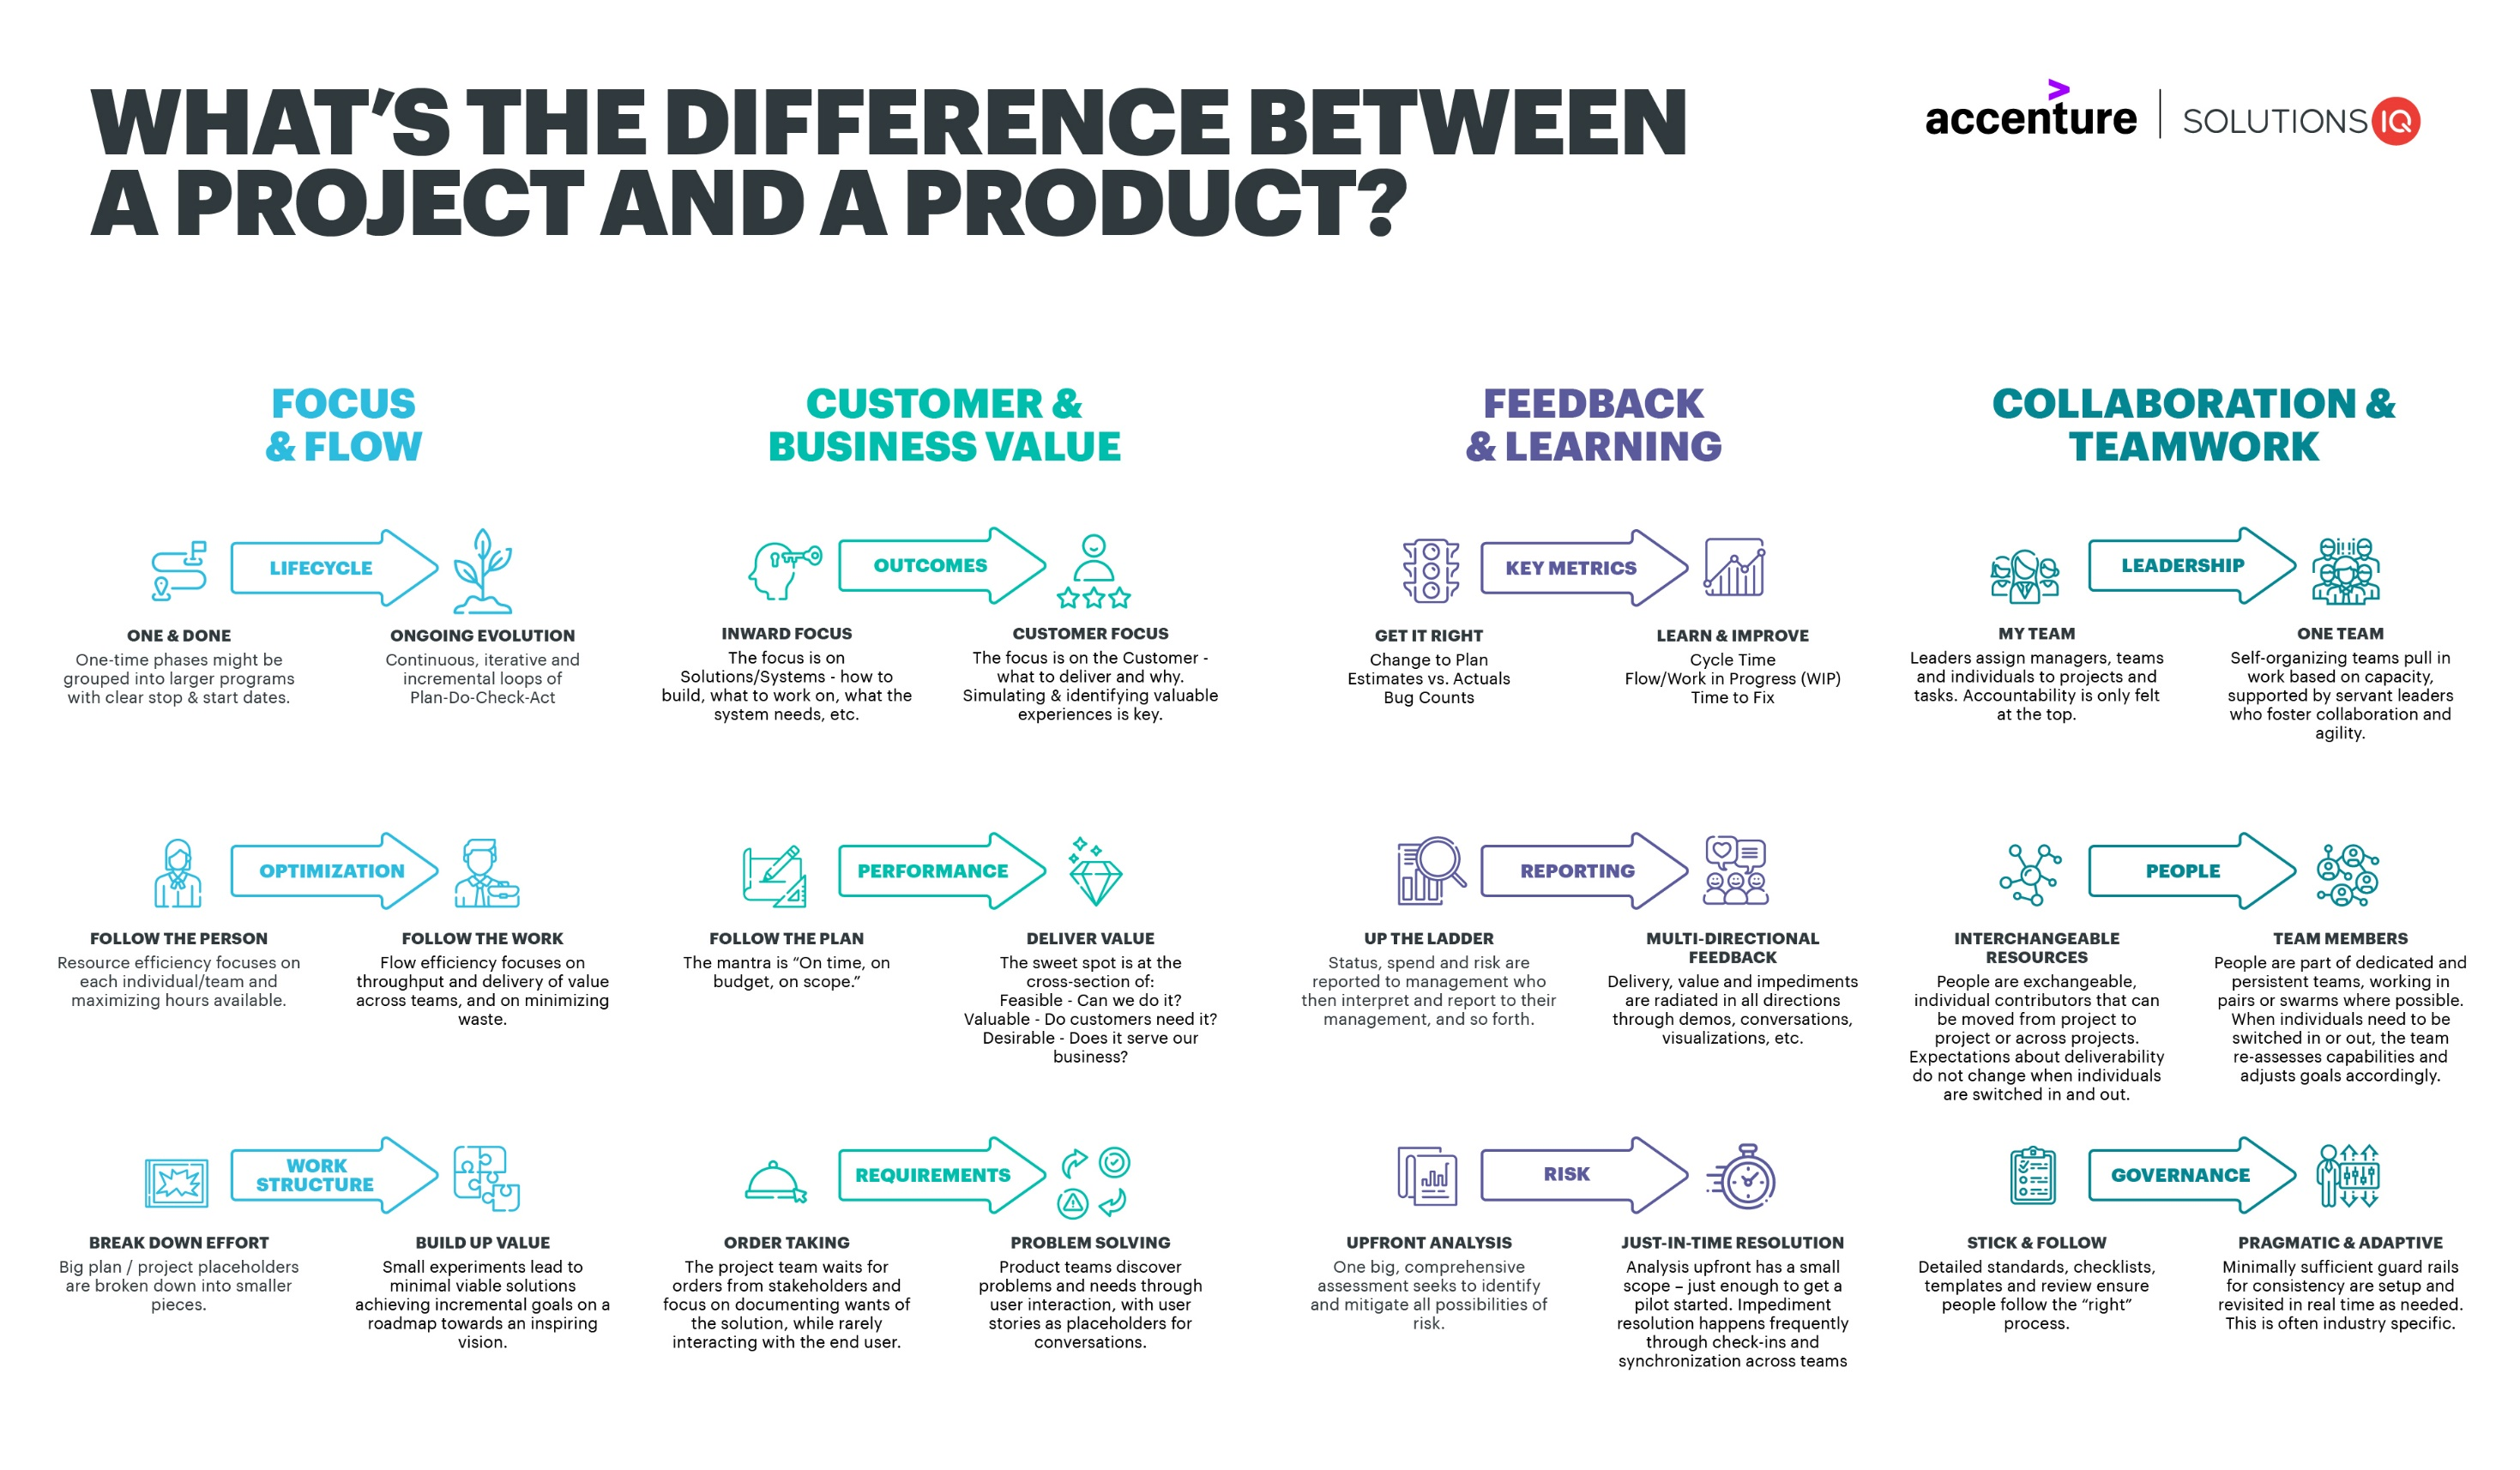 WHAT'S THE DIFFERENCE BETWEEN
A PROJECT AND A PRODUCT?
accenture
SOLUTIONS IQ
FOCUS
& FLOW
LIFECYCLE
ONE & DONE
One-time phases might be
grouped into larger programs
with clear stop & start dates.
ONGOING EVOLUTION
Continuous, iterative and
incremental loops of
Plan-Do-Check-Act
OPTIMIZATION
FOLLOW THE PERSON
Resource efficiency focuses on
each individual/team and
maximizing hours available.
FOLLOW THE WORK
Flow efficiency focuses on
throughput and delivery of value
across teams, and on minimizing
waste.
WORK
STRUCTURE
BREAK DOWN EFFORT
Big plan / project placeholders
are broken down into smaller
pieces.
BUILD UP VALUE
Small experiments lead to
minimal viable solutions
achieving incremental goals on a
roadmap towards an inspiring
vision.
CUSTOMER &
BUSINESS VALUE
OUTCOMES
INWARD FOCUS
The focus is on
Solutions/Systems - how to
build, what to work on, what the
system needs, etc.
CUSTOMER FOCUS
The focus is on the Customer -
what to deliver and why.
Simulating & identifying valuable
experiences is key.
PERFORMANCE
FOLLOW THE PLAN
The mantra is “On time, on
budget, on scope.”
DELIVER VALUE
The sweet spot is at the
cross-section of:
Feasible - Can we do it?
Valuable - Do customers need it?
Desirable - Does it serve our
business?
REQUIREMENTS
ORDER TAKING
The project team waits for
orders from stakeholders and
focus on documenting wants of
the solution, while rarely
interacting with the end user.
PROBLEM SOLVING
Product teams discover
problems and needs through
user interaction, with user
stories as placeholders for
conversations.
FEEDBACK
& LEARNING
KEY METRICS
GET IT RIGHT
Change to Plan
Estimates vs. Actuals
Bug Counts
LEARN & IMPROVE
Cycle Time
Flow/Work in Progress (WIP)
Time to Fix
REPORTING
UP THE LADDER
Status, spend and risk are
reported to management who
then interpret and report to their
management, and so forth.
MULTI-DIRECTIONAL
FEEDBACK
Delivery, value and impediments
are radiated in all directions
through demos, conversations,
visualizations, etc.
RISK
UPFRONT ANALYSIS
One big, comprehensive
assessment seeks to identify
and mitigate all possibilities of
risk.
JUST-IN-TIME RESOLUTION
Analysis upfront has a small
scope – just enough to get a
pilot started. Impediment
resolution happens frequently
through check-ins and
synchronization across teams
COLLABORATION &
TEAMWORK
LEADERSHIP
MY TEAM
Leaders assign managers, teams
and individuals to projects and
tasks. Accountability is only felt
at the top.
ONE TEAM
Self-organizing teams pull in
work based on capacity,
supported by servant leaders
who foster collaboration and
agility.
PEOPLE
INTERCHANGEABLE
RESOURCES
People are exchangeable,
individual contributors that can
be moved from project to
project or across projects.
Expectations about deliverability
do not change when individuals
are switched in and out.
TEAM MEMBERS
People are part of dedicated and
persistent teams, working in
pairs or swarms where possible.
When individuals need to be
switched in or out, the team
re-assesses capabilities and
adjusts goals accordingly.
GOVERNANCE
STICK & FOLLOW
Detailed standards, checklists,
templates and review ensure
people follow the “right”
process.
PRAGMATIC & ADAPTIVE
Minimally sufficient guard rails
for consistency are setup and
revisited in real time as needed.
This is often industry specific.